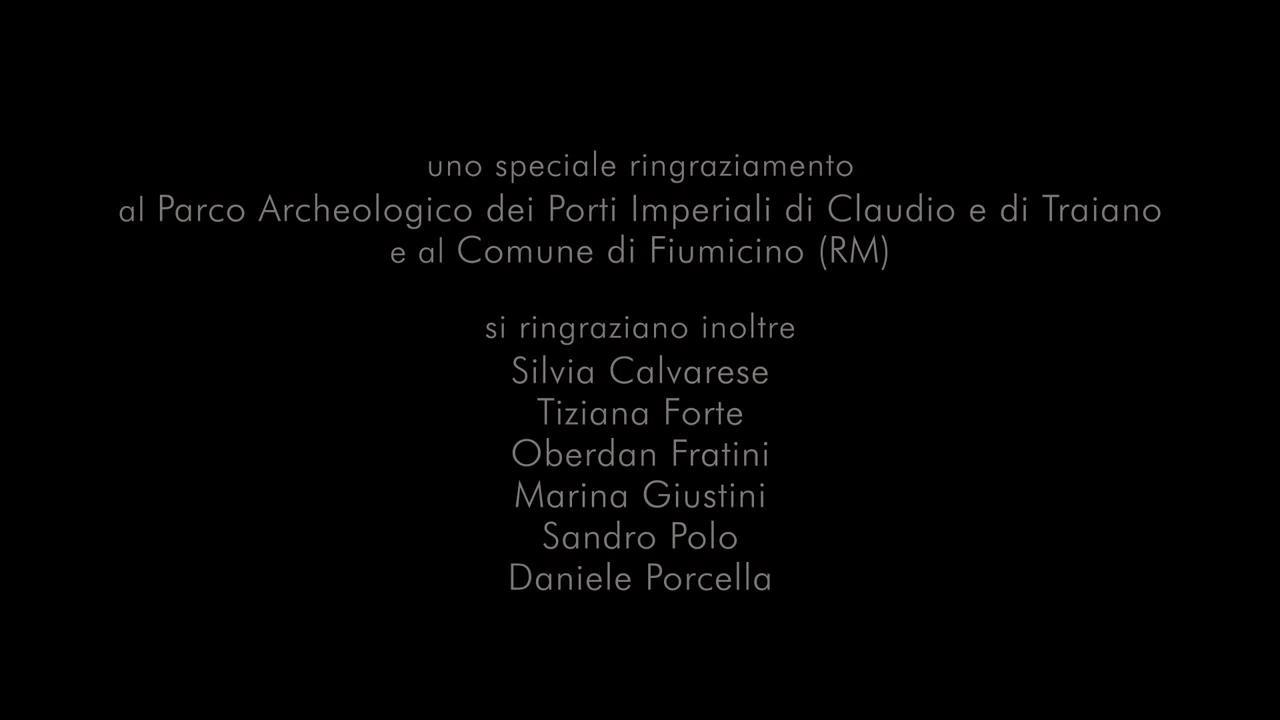 uno speciale ringraziamento
al Parco Archeologico dei Porti Imperiali di Claudio e di Traiano
e al Comune di Fiumicino (RM)
si ringraziano inoltre
Silvia Calvarese
Tiziana Forte
Oberdan Fratini
Marina Giustini
Sandro Polo
Daniele Porcella